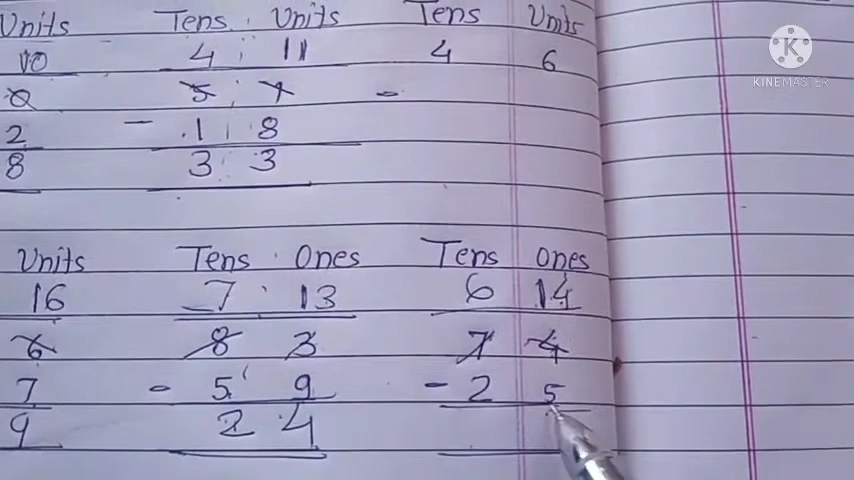 Units Tens Units Tens Units
10 4 11 4 6
0 5 1 -
2 - 1 8
8 3 3
Units Tens Ones Tens Ones
16 7 13 6 14
6 8 3 7 4
7 - 5 9 - 2 5
9 2 4
K
KINEMASTER